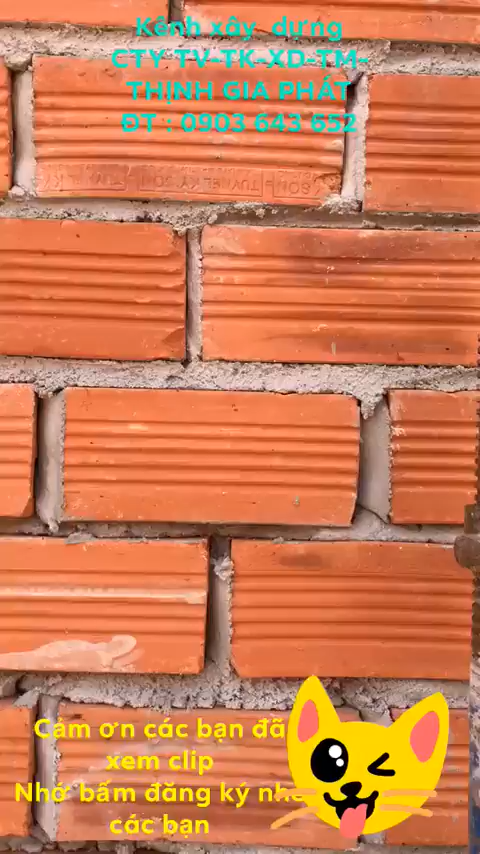 Kênh xây dựng
CTY TV-TK-XD-TM-
THỊNH GIA PHÁT
ĐT : 0903 643 652
Cảm ơn các bạn đã
xem clip
Nhớ bấm đăng ký
các bạn